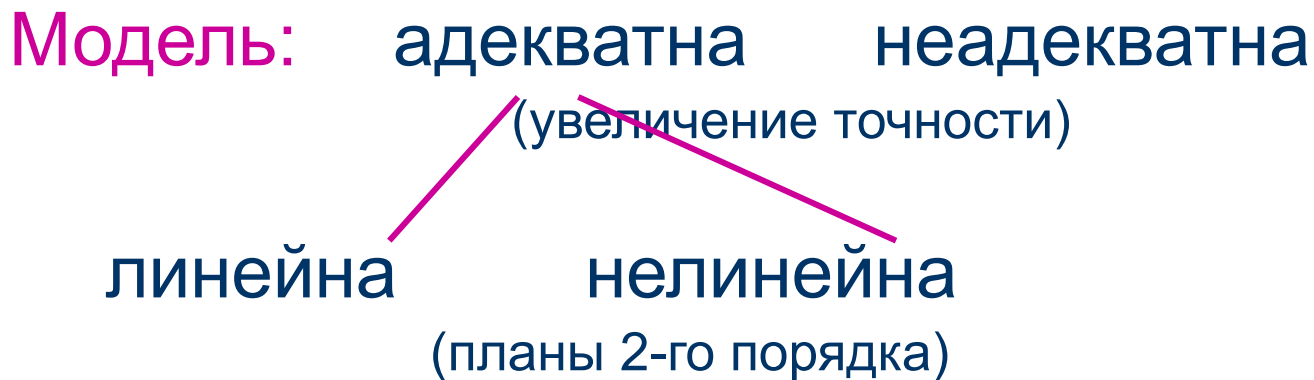 Модель: адекватна неадекватна
(увеличение точности)
линейна нелинейна
(планы 2-го порядка)